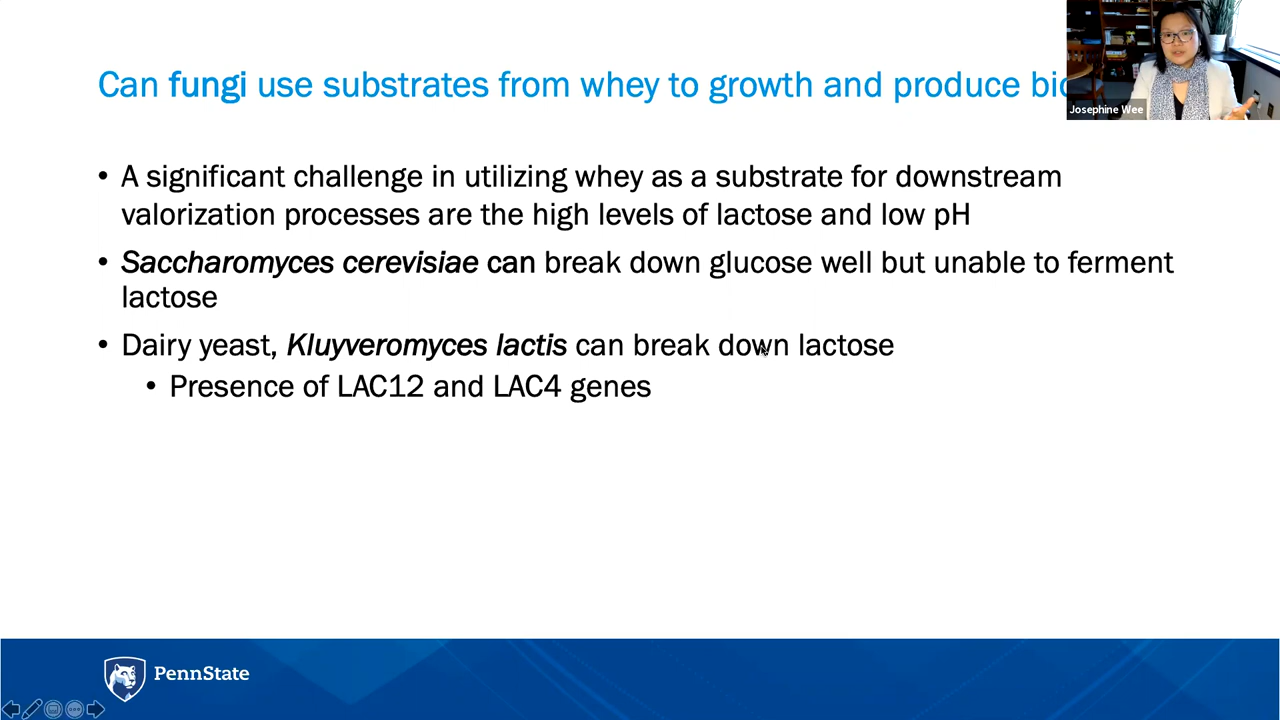 Can fungi use substrates from whey to growth and produce
Josephine Wee
• A significant challenge in utilizing whey as a substrate for downstream
valorization processes are the high levels of lactose and low pH
• Saccharomyces cerevisiae can break down glucose well but unable to ferment
lactose
• Dairy yeast, Kluyveromyces lactis can break down lactose
• Presence of LAC12 and LAC4 genes
PennState